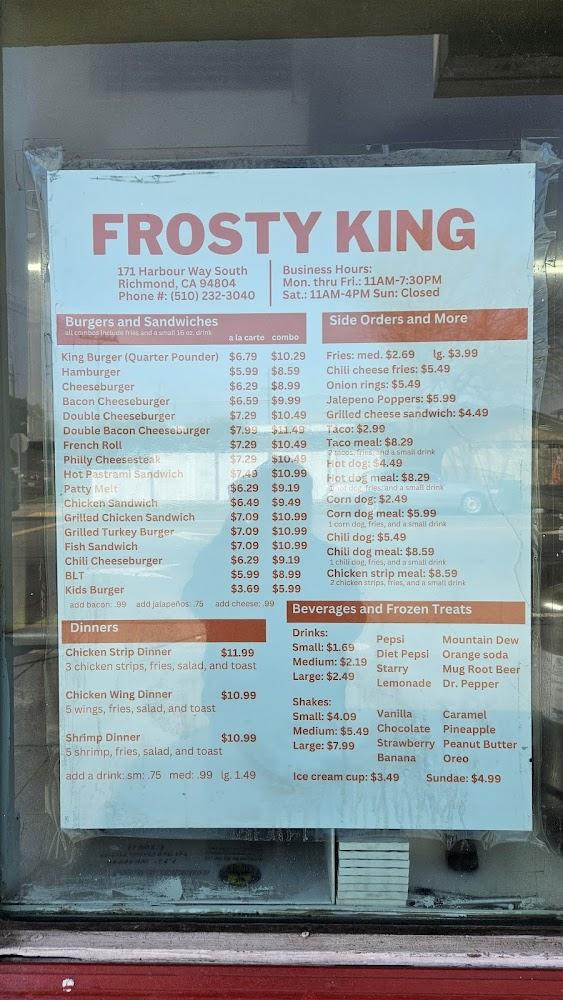 FROSTY KING
171 Harbour Way South
Richmond, CA 94804
Phone #: (510) 232-3040
Business Hours:
Mon. thru Fri.: 11AM-7:30PM
Sat.: 11AM-4PM Sun: Closed
Burgers and Sandwiches
all combos include fries and a small 16 oz. drink
a la carte combo
King Burger (Quarter Pounder) $6.79 $10.29
Hamburger $5.99 $8.59
Cheeseburger $6.29 $8.99
Bacon Cheeseburger $6.59 $9.99
Double Cheeseburger $7.29 $10.49
Double Bacon Cheeseburger $7.99 $11.49
French Roll $7.29 $10.49
Philly Cheesesteak $7.29 $10.49
Hot Pastrami Sandwich $7.49 $10.99
Patty Melt $6.29 $9.19
Chicken Sandwich $6.49 $9.49
Grilled Chicken Sandwich $7.09 $10.99
Grilled Turkey Burger $7.09 $10.99
Fish Sandwich $7.09 $10.99
Chili Cheeseburger $6.29 $9.19
BLT $5.99 $8.99
Kids Burger $3.69 $5.99
add bacon: .99 add jalapeños: .75 add cheese: .99
Dinners
Chicken Strip Dinner $11.99
3 chicken strips, fries, salad, and toast
Chicken Wing Dinner $10.99
5 wings, fries, salad, and toast
Shrimp Dinner $10.99
5 shrimp, fries, salad, and toast
add a drink: sm: .75 med: .99 lg. 1.49
Side Orders and More
Fries: med. $2.69 lg. $3.99
Chili cheese fries: $5.49
Onion rings: $5.49
Jalepeno Poppers: $5.99
Grilled cheese sandwich: $4.49
Taco: $2.99
Taco meal: $8.29
2 tacos, fries, and a small drink
Hot dog: $4.49
Hot dog meal: $8.29
1 hot dog, fries, and a small drink
Corn dog: $2.49
Corn dog meal: $5.99
1 corn dog, fries, and a small drink
Chili dog: $5.49
Chili dog meal: $8.59
1 chili dog, fries, and a small drink
Chicken strip meal: $8.59
2 chicken strips, fries, and a small drink
Beverages and Frozen Treats
Drinks:
Small: $1.69
Medium: $2.19
Large: $2.49
Pepsi
Diet Pepsi
Starry
Lemonade
Mountain Dew
Orange soda
Mug Root Beer
Dr. Pepper
Shakes:
Small: $4.09
Medium: $5.49
Large: $7.99
Vanilla
Chocolate
Strawberry
Banana
Caramel
Pineapple
Peanut Butter
Oreo
Ice cream cup: $3.49 Sundae: $4.99